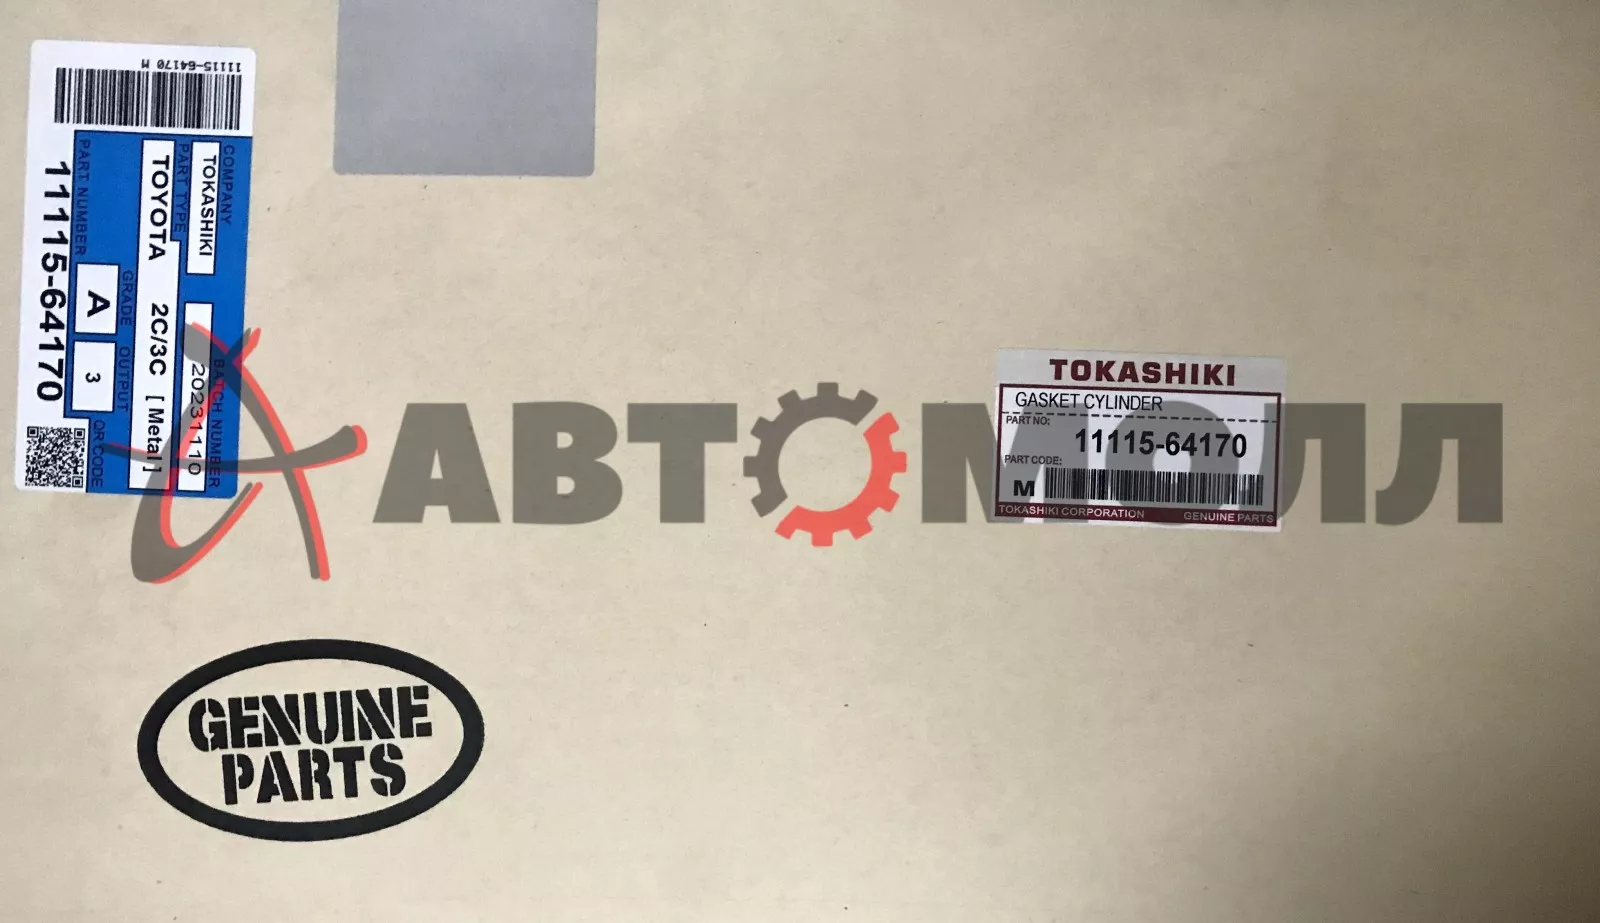 11115-64170 M
COMPANY
TOKASHIKI
BATCH NUMBER
20231110
PART TYPE
TOYOTA 2C/3C [Metal]
GRADE
A
OUTPUT
3
QR CODE
PART NUMBER
11115-64170
АВТОМОЛЛ
TOKASHIKI
GASKET CYLINDER
PART NO:
11115-64170
PART CODE:
M
TOKASHIKI CORPORATION GENUINE PARTS
GENUINE
PARTS